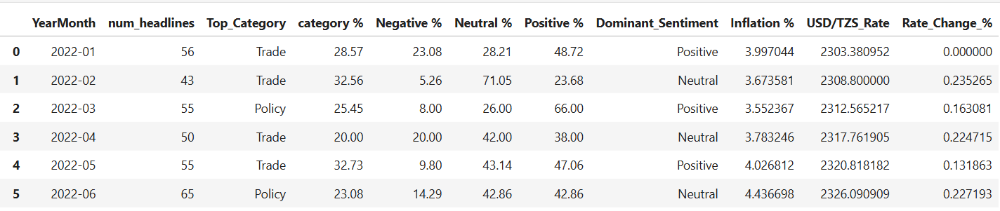 YearMonth num_headlines Top_Category category % Negative % Neutral % Positive % Dominant_Sentiment Inflation % USD/TZS_Rate Rate_Change_%
0 2022-01 56 Trade 28.57 23.08 28.21 48.72 Positive 3.997044 2303.380952 0.000000
1 2022-02 43 Trade 32.56 5.26 71.05 23.68 Neutral 3.673581 2308.800000 0.235265
2 2022-03 55 Policy 25.45 8.00 26.00 66.00 Positive 3.552367 2312.565217 0.163081
3 2022-04 50 Trade 20.00 20.00 42.00 38.00 Neutral 3.783246 2317.761905 0.224715
4 2022-05 55 Trade 32.73 9.80 43.14 47.06 Positive 4.026812 2320.818182 0.131863
5 2022-06 65 Policy 23.08 14.29 42.86 42.86 Neutral 4.436698 2326.090909 0.227193